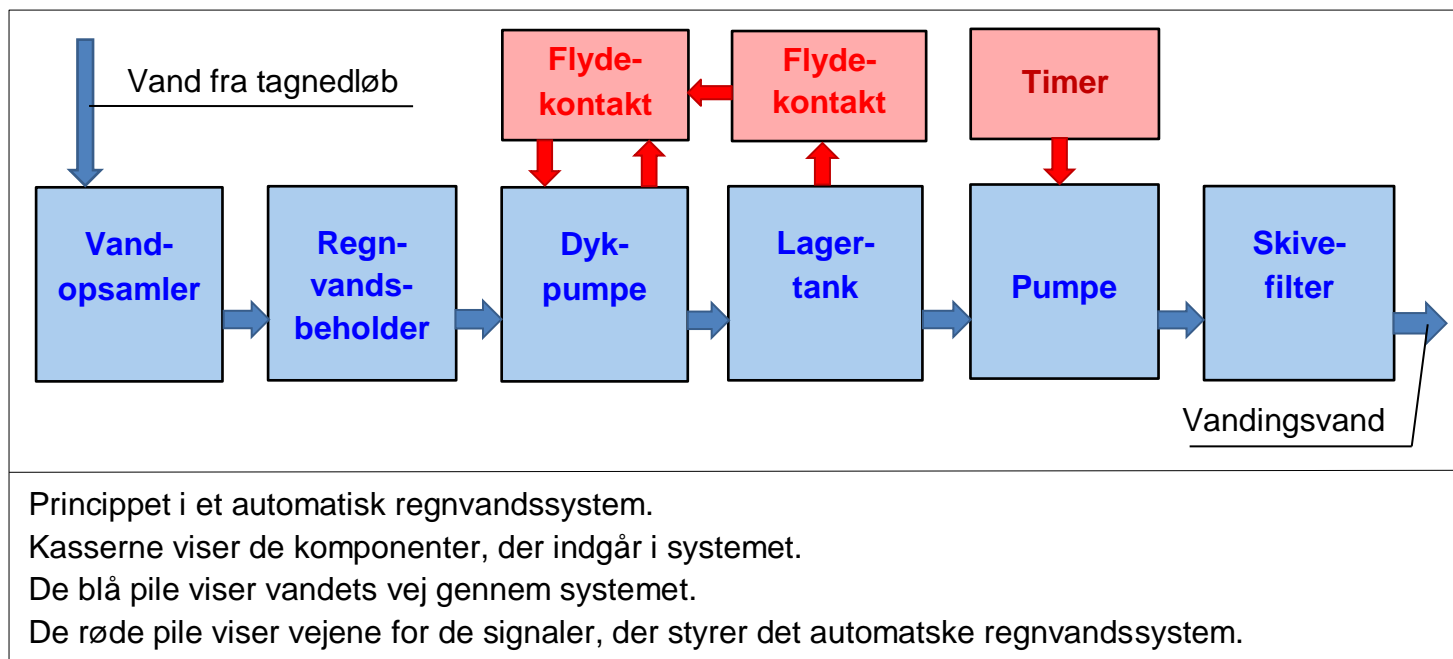 Vand fra tagnedløb
Flyde-
kontakt
Flyde-
kontakt
Timer
Vand-
opsamler
Regn-
vands-
beholder
Dyk-
pumpe
Lager-
tank
Pumpe
Skive-
filter
Vandingsvand
Princippet i et automatisk regnvandssystem.
Kasserne viser de komponenter, der indgår i systemet.
De blå pile viser vandets vej gennem systemet.
De røde pile viser vejene for de signaler, der styrer det automatske regnvandssystem.